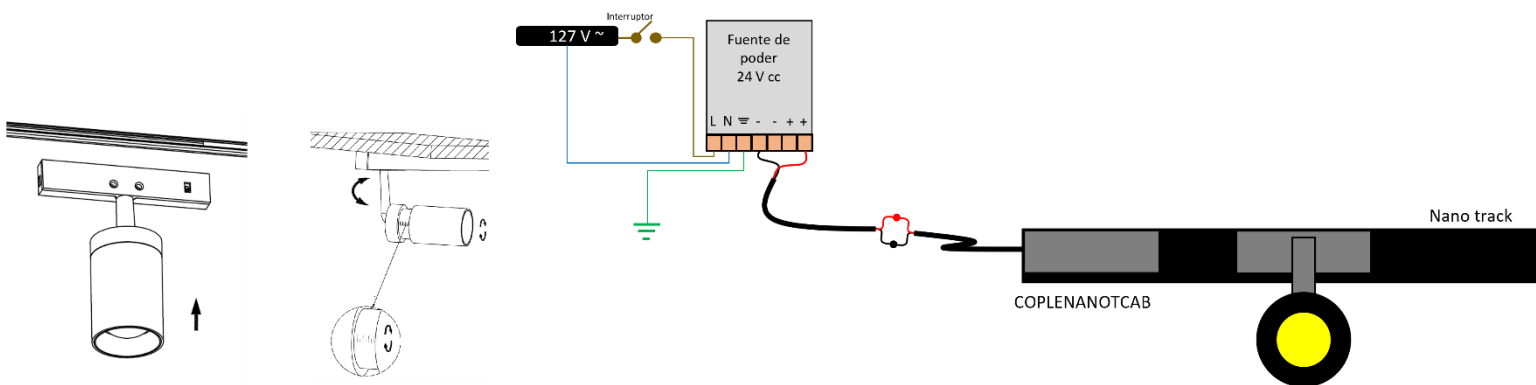 Interruptor
127 V ~
Fuente de
poder
24 V cc
L N - - + +
Nano track
COPLENANOTCAB